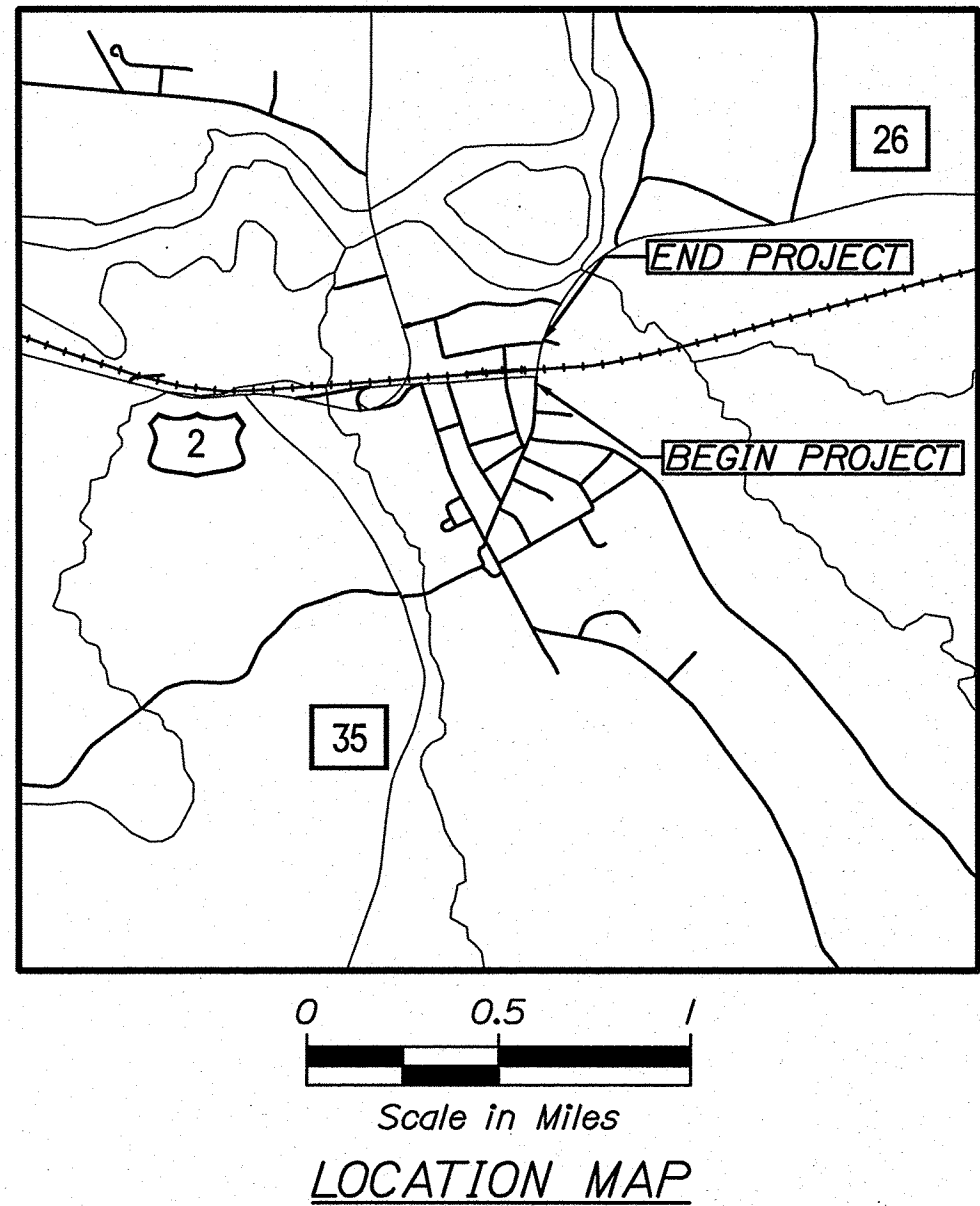 26
END PROJECT
2
BEGIN PROJECT
35
0 0.5 1
Scale in Miles
LOCATION MAP